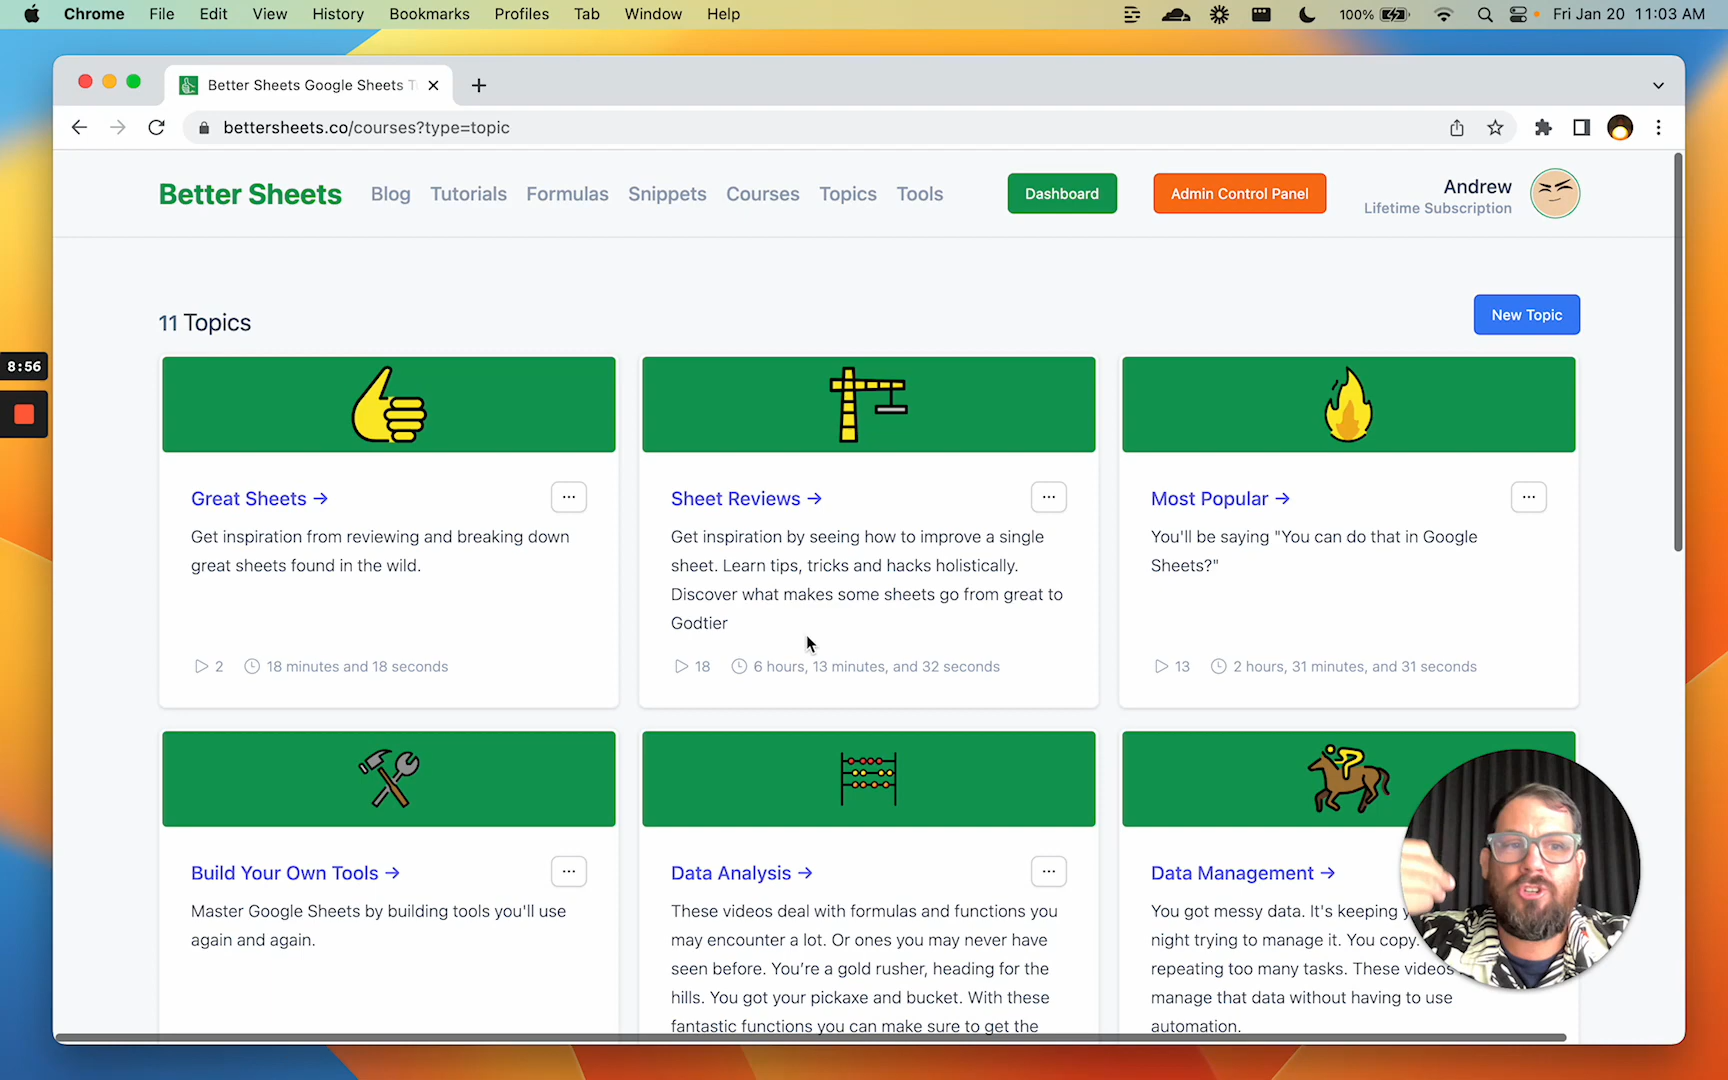 Chrome File Edit View History Bookmarks Profiles Tab Window Help 100% Fri Jan 20 11:03 AM
Better Sheets Google Sheets
bettersheets.co/courses?type=topic
Better Sheets Blog Tutorials Formulas Snippets Courses Topics Tools Dashboard Admin Control Panel Andrew
Lifetime Subscription
11 Topics New Topic
8:56
Great Sheets →
...
Get inspiration from reviewing and breaking down
great sheets found in the wild.
2 18 minutes and 18 seconds
Sheet Reviews →
...
Get inspiration by seeing how to improve a single
sheet. Learn tips, tricks and hacks holistically.
Discover what makes some sheets go from great to
Godtier
18 6 hours, 13 minutes, and 32 seconds
Most Popular →
...
You'll be saying "You can do that in Google
Sheets?"
13 2 hours, 31 minutes, and 31 seconds
Build Your Own Tools →
...
Master Google Sheets by building tools you'll use
again and again.
Data Analysis →
...
These videos deal with formulas and functions you
may encounter a lot. Or ones you may never have
seen before. You're a gold rusher, heading for the
hills. You got your pickaxe and bucket. With these
fantastic functions you can make sure to get the
Data Management →
You got messy data. It's keeping
night trying to manage it. You copy.
repeating too many tasks. These videos
manage that data without having to use
automation.